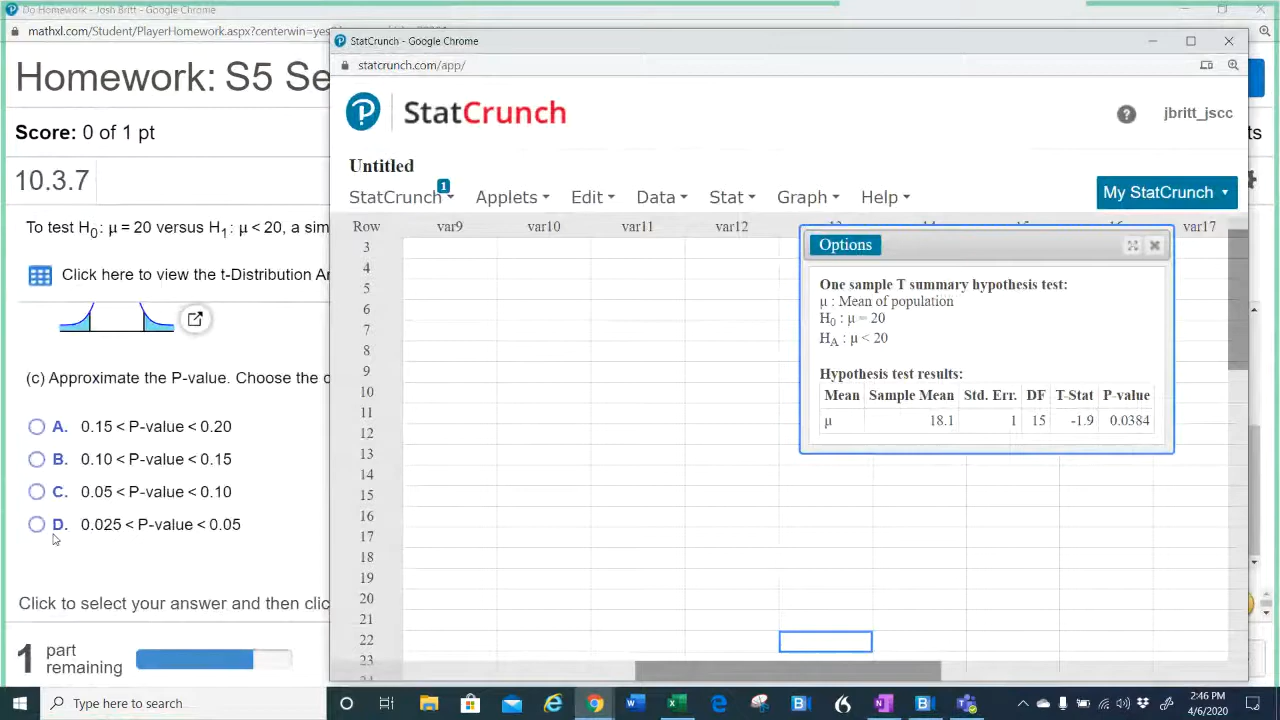 Do Homework - Josh Britt - Google Chrome
mathxl.com/Student/PlayerHomework.aspx?centerwin=yes
Homework: S5 Se
Score: 0 of 1 pt
ts
10.3.7
To test H0: μ = 20 versus H1: μ < 20, a sim
Click here to view the t-Distribution Ar
(c) Approximate the P-value. Choose the c
A. 0.15 < P-value < 0.20
B. 0.10 < P-value < 0.15
C. 0.05 < P-value < 0.10
D. 0.025 < P-value < 0.05
Click to select your answer and then clic
1 part remaining
StatCrunch - Google Chrome
statcrunch.com/app/
StatCrunch
jbritt_jscc
Untitled
StatCrunch 1 Applets Edit Data Stat Graph Help
My StatCrunch
Row var9 var10 var11 var12 var17
3
4
5
6
7
8
9
10
11
12
13
14
15
16
17
18
19
20
21
22
23
Options
One sample T summary hypothesis test:
μ : Mean of population
H0 : μ = 20
HA : μ < 20
Hypothesis test results:
Mean Sample Mean Std. Err. DF T-Stat P-value
μ 18.1 1 15 -1.9 0.0384
Type here to search
2:46 PM
4/6/2020